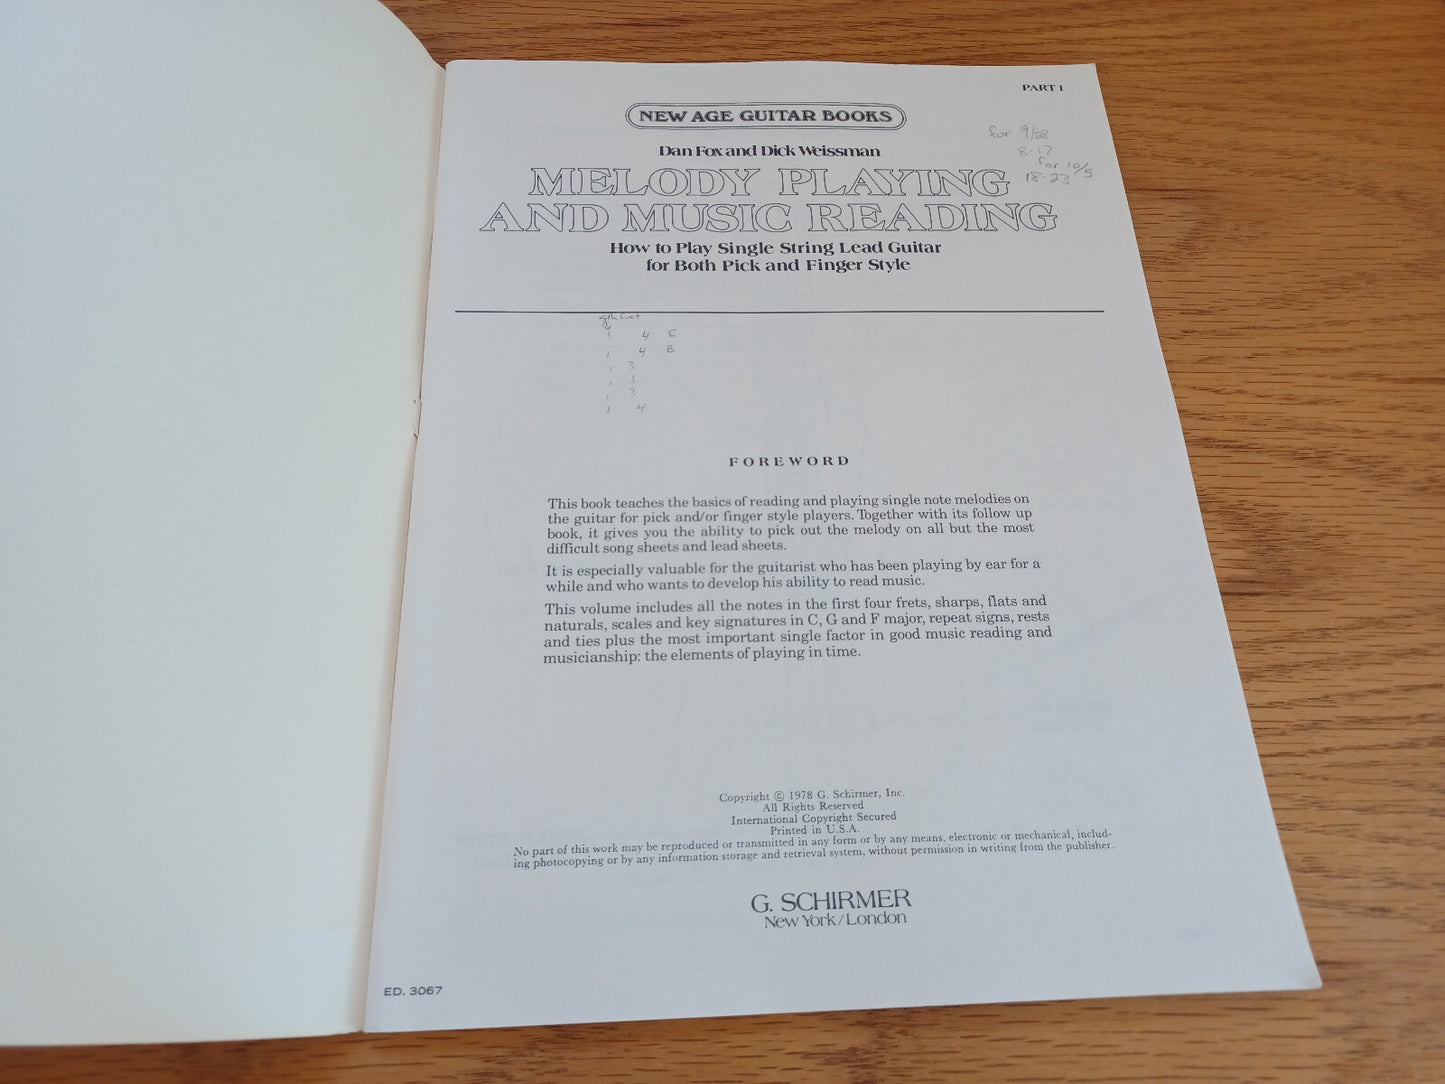 PART 1
NEW AGE GUITAR BOOKS
for 9/28
8-17
for 10/5
18-23
Dan Fox and Dick Weissman
MELODY PLAYING
AND MUSIC READING
How to Play Single String Lead Guitar
for Both Pick and Finger Style
1 4 E
1 4 B
1 3
1 3
1 3
1 4
FOREWORD
This book teaches the basics of reading and playing single note melodies on
the guitar for pick and/or finger style players. Together with its follow up
book, it gives you the ability to pick out the melody on all but the most
difficult song sheets and lead sheets.
It is especially valuable for the guitarist who has been playing by ear for a
while and who wants to develop his ability to read music.
This volume includes all the notes in the first four frets, sharps, flats and
naturals, scales and key signatures in C, G and F major, repeat signs, rests
and ties plus the most important single factor in good music reading and
musicianship: the elements of playing in time.
Copyright © 1978 G. Schirmer, Inc.
All Rights Reserved
International Copyright Secured
Printed in U.S.A.
No part of this work may be reproduced or transmitted in any form or by any means, electronic or mechanical, includ-
ing photocopying or by any information storage and retrieval system, without permission in writing from the publisher.
G. SCHIRMER
New York/London
ED. 3067